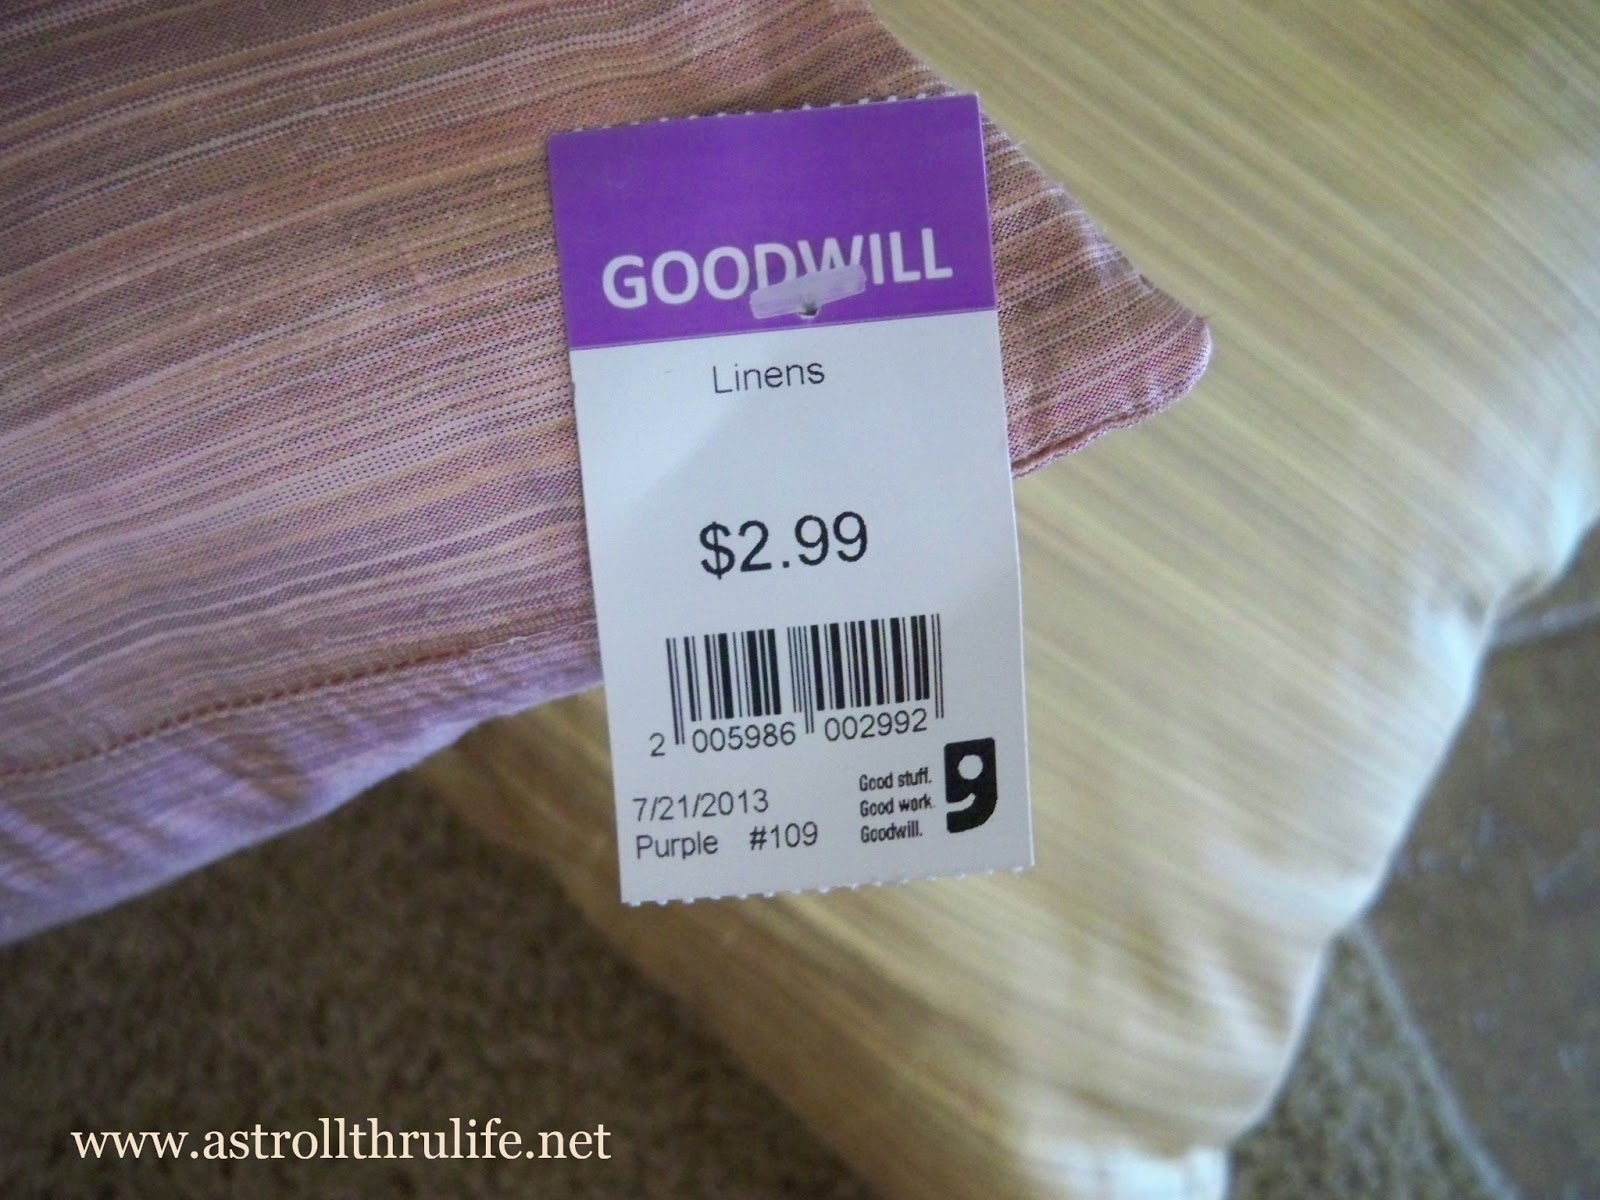 GOODWILL
Linens
$2.99
2 005986 002992
7/21/2013
Purple #109
Good stuff.
Good work.
Goodwill.
www.astrollthrulife.net